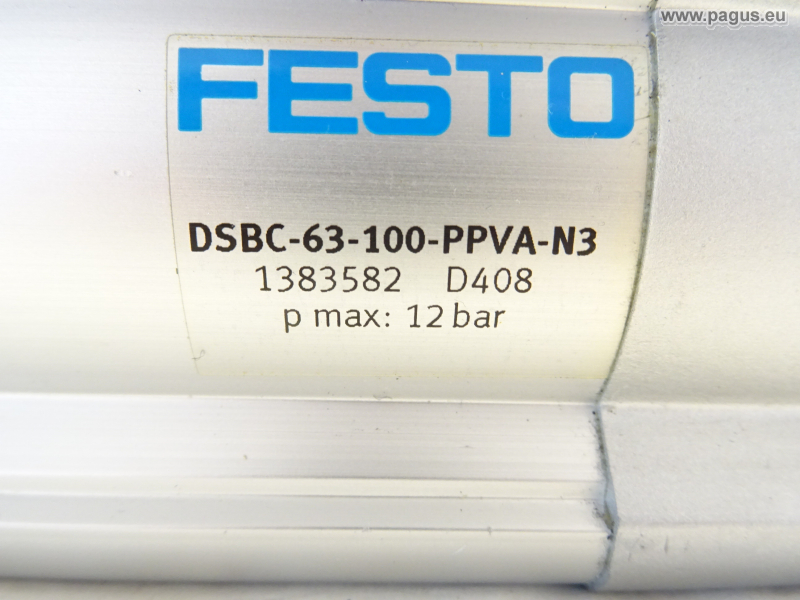 www.pagus.eu
FESTO
DSBC-63-100-PPVA-N3
1383582 D408
p max: 12 bar